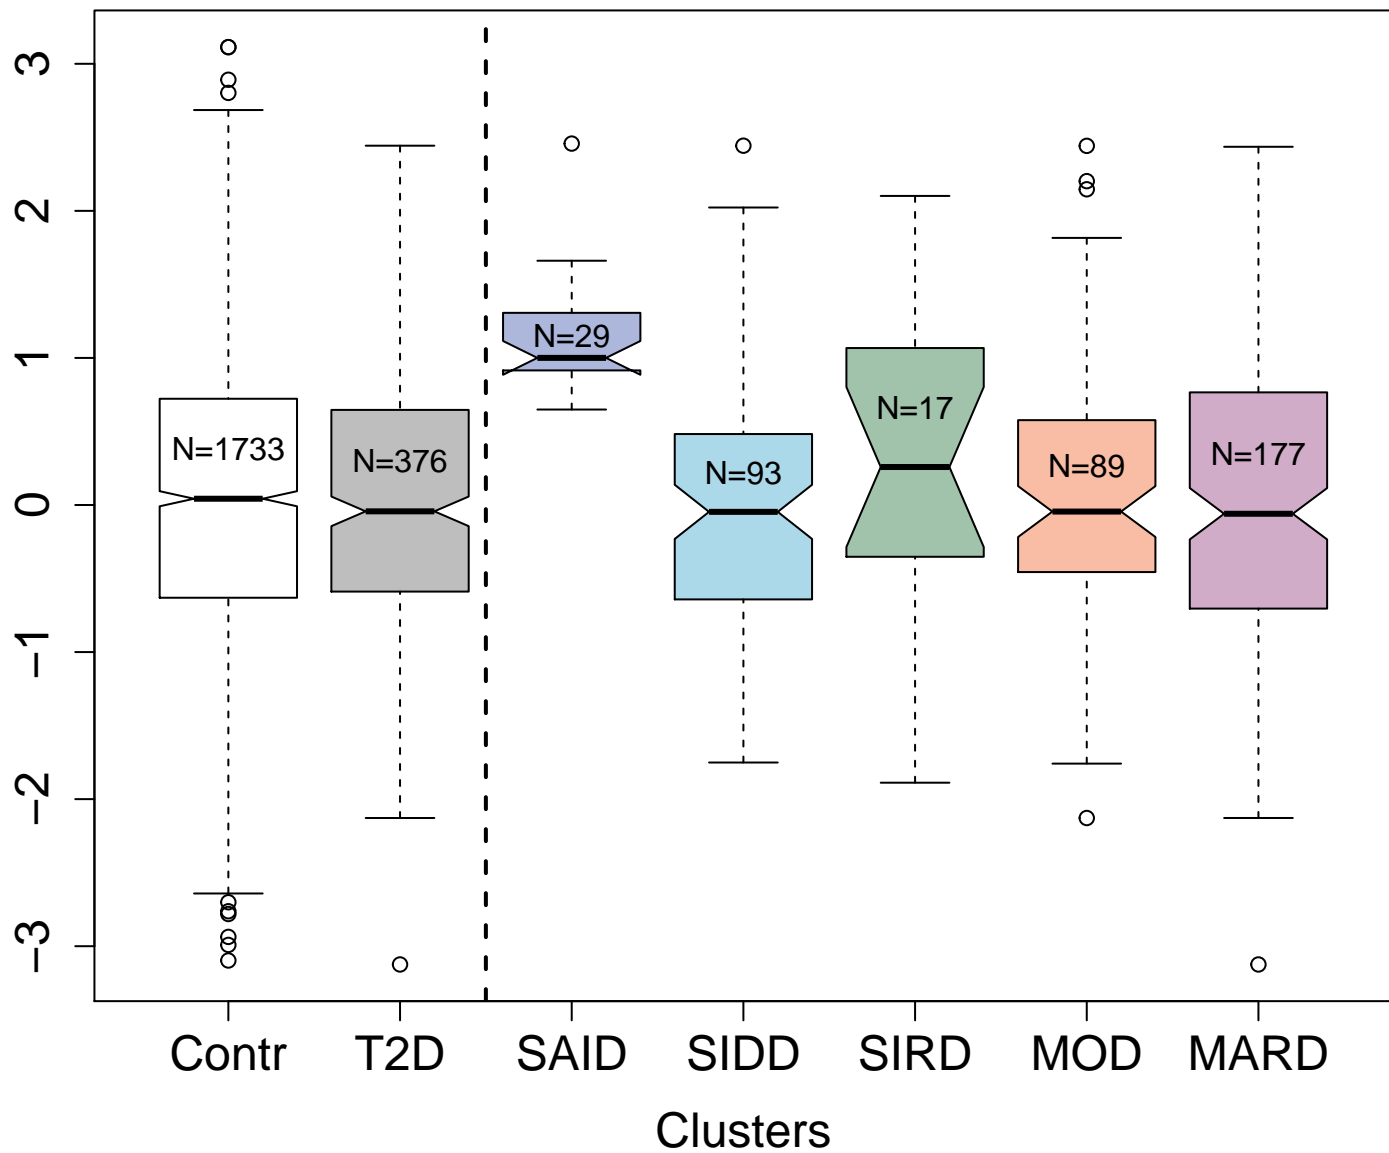 3
2
1
0
−1
−2
−3
N=1733
N=376
N=29
N=93
N=17
N=89
N=177
Contr T2D SAID SIDD SIRD MOD MARD
Clusters